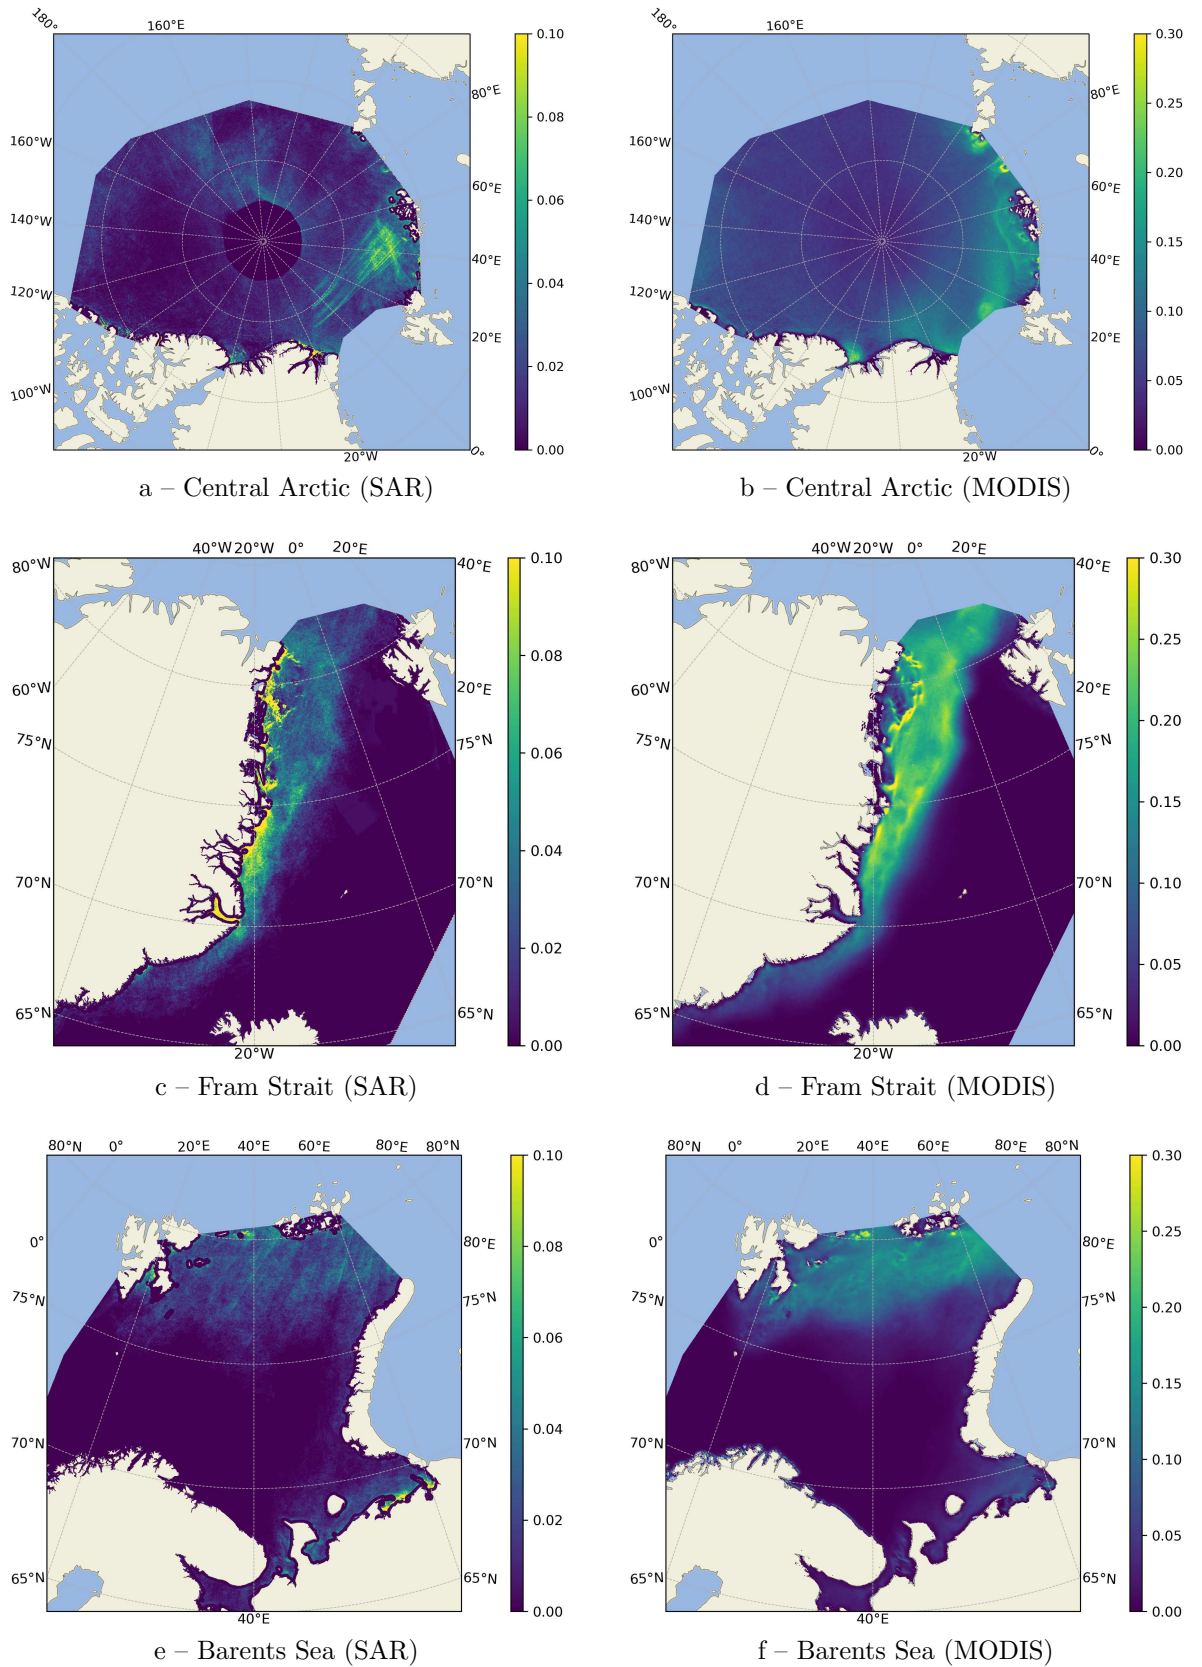 180° 160°E
0.10
80°E
160°W
0.08
60°E
140°W
0.06
40°E
0.04
120°W
20°E
0.02
100°W
0.00
20°W 0°
a – Central Arctic (SAR)
180° 160°E
0.30
80°E
0.25
160°W
60°E
0.20
140°W
40°E
0.15
120°W
0.10
20°E
0.05
100°W
0.00
20°W 0°
b – Central Arctic (MODIS)
40°W 20°W 0° 20°E
80°W 40°E 0.10
0.08
60°W 20°E
75°N 75°N
0.06
0.04
70°N 70°N
0.02
65°N 65°N
0.00
20°W
c – Fram Strait (SAR)
40°W 20°W 0° 20°E
80°W 40°E 0.30
0.25
60°W 20°E
0.20
75°N 75°N
0.15
70°N 70°N
0.10
0.05
65°N 65°N
0.00
20°W
d – Fram Strait (MODIS)
80°N 0° 20°E 40°E 60°E 80°E 80°N
0.10
0° 80°E
0.08
75°N 75°N
0.06
0.04
70°N 70°N
0.02
65°N 65°N
0.00
40°E
e – Barents Sea (SAR)
80°N 0° 20°E 40°E 60°E 80°E 80°N
0.30
0° 80°E
0.25
75°N 75°N
0.20
0.15
70°N 70°N
0.10
0.05
65°N 65°N
0.00
40°E
f – Barents Sea (MODIS)